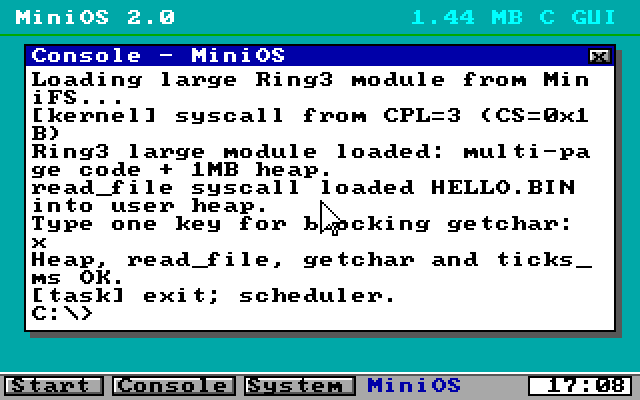 MiniOS 2.0
1.44 MB C GUI
Console - MiniOS
Loading large Ring3 module from Min
iFS...
[kernel] syscall from CPL=3 (CS=0x1
B)
Ring3 large module loaded: multi-pa
ge code + 1MB heap.
read_file syscall loaded HELLO.BIN
into user heap.
Type one key for blocking getchar:
x
Heap, read_file, getchar and ticks_
ms OK.
[task] exit; scheduler.
C:\>
Start Console System MiniOS 17:08